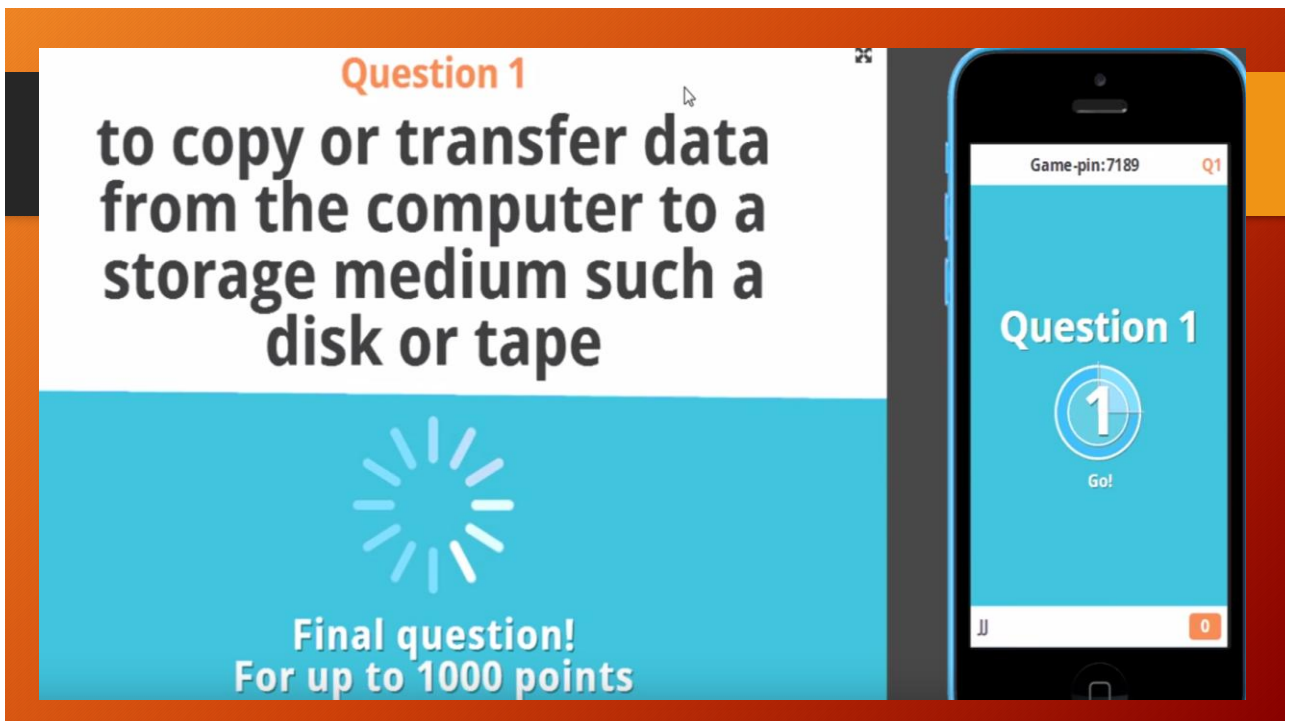 Question 1
to copy or transfer data
from the computer to a
storage medium such a
disk or tape
Final question!
For up to 1000 points
Game-pin:7189 Q1
Question 1
1
Go!
JJ 0